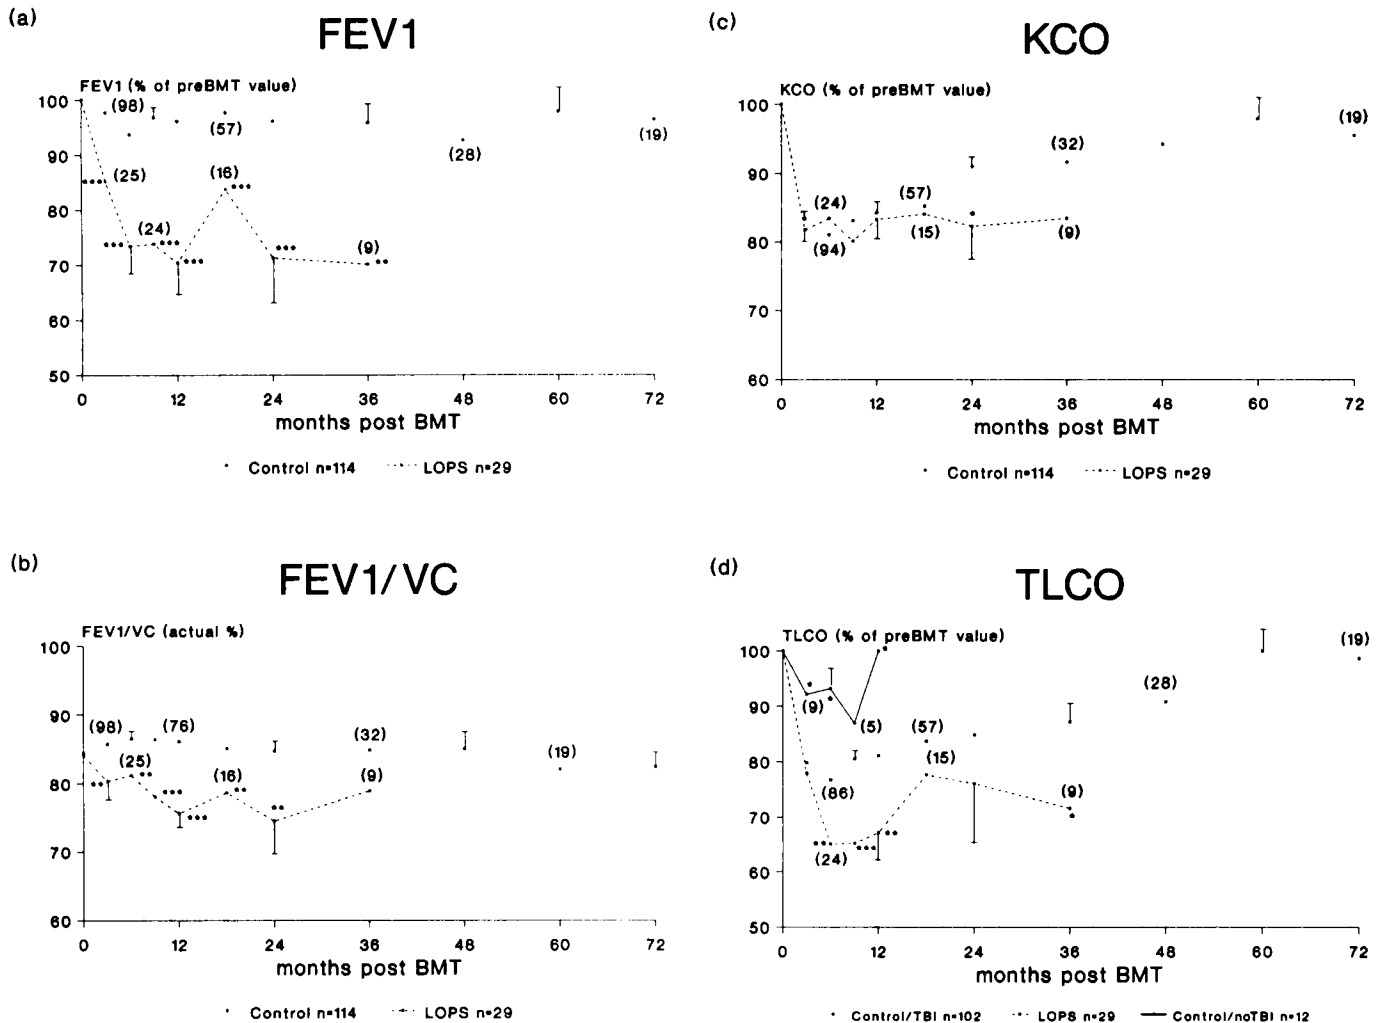 (a)
FEV1
FEV1 (% of preBMT value)
100
90
80
70
60
50
(98)
(57)
(28)
(19)
(25)
(24)
(16)
(9)
0 12 24 36 48 60 72
months post BMT
Control n=114 LOPS n=29
(c)
KCO
KCO (% of preBMT value)
100
90
80
70
60
(24)
(94)
(57)
(15)
(32)
(9)
(19)
0 12 24 36 48 60 72
months post BMT
Control n=114 LOPS n=29
(b)
FEV1/VC
FEV1/VC (actual %)
100
90
80
70
60
(98)
(76)
(25)
(16)
(32)
(9)
(19)
0 12 24 36 48 60 72
months post BMT
Control n=114 LOPS n=29
(d)
TLCO
TLCO (% of preBMT value)
100
90
80
70
60
50
(9)
(5)
(57)
(15)
(86)
(24)
(9)
(28)
(19)
0 12 24 36 48 60 72
months post BMT
Control/TBI n=102 LOPS n=29 Control/noTBI n=12